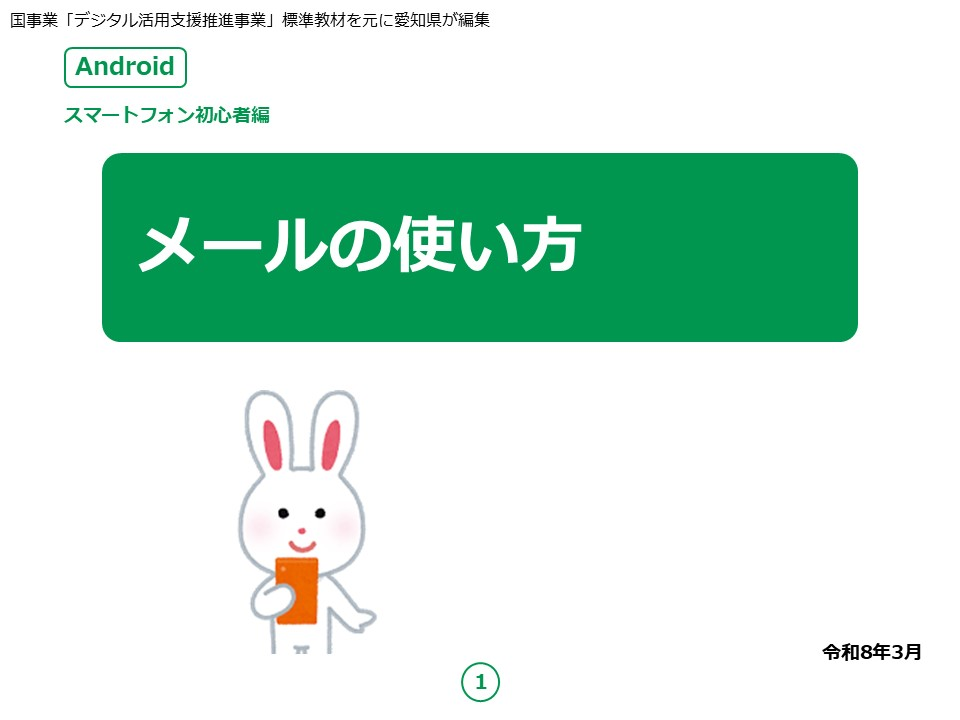 国事業「デジタル活用支援推進事業」標準教材を元に愛知県が編集
Android
スマートフォン初心者編
メールの使い方
令和8年3月
1